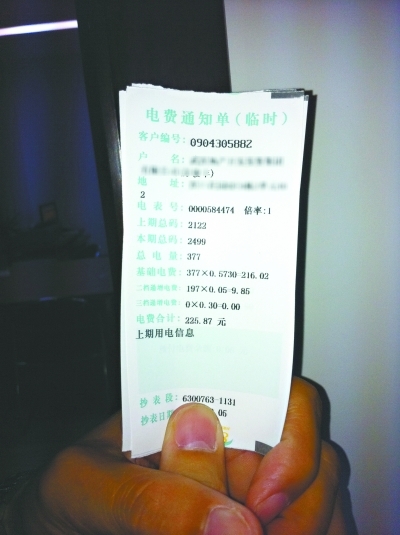 电费通知单(临时)
客户编号:0904305882
户 名:
地 址:
2
电 表 号:0000584474 倍率:1
上期总码:2122
本期总码:2499
总 电 量:377
基础电费:377×0.5730-216.02
二档递增电费:197×0.05-9.85
三档递增电费:0×0.30-0.00
电费合计:225.87 元
上期用电信息
抄 表 段:6300763-1131
抄表日期